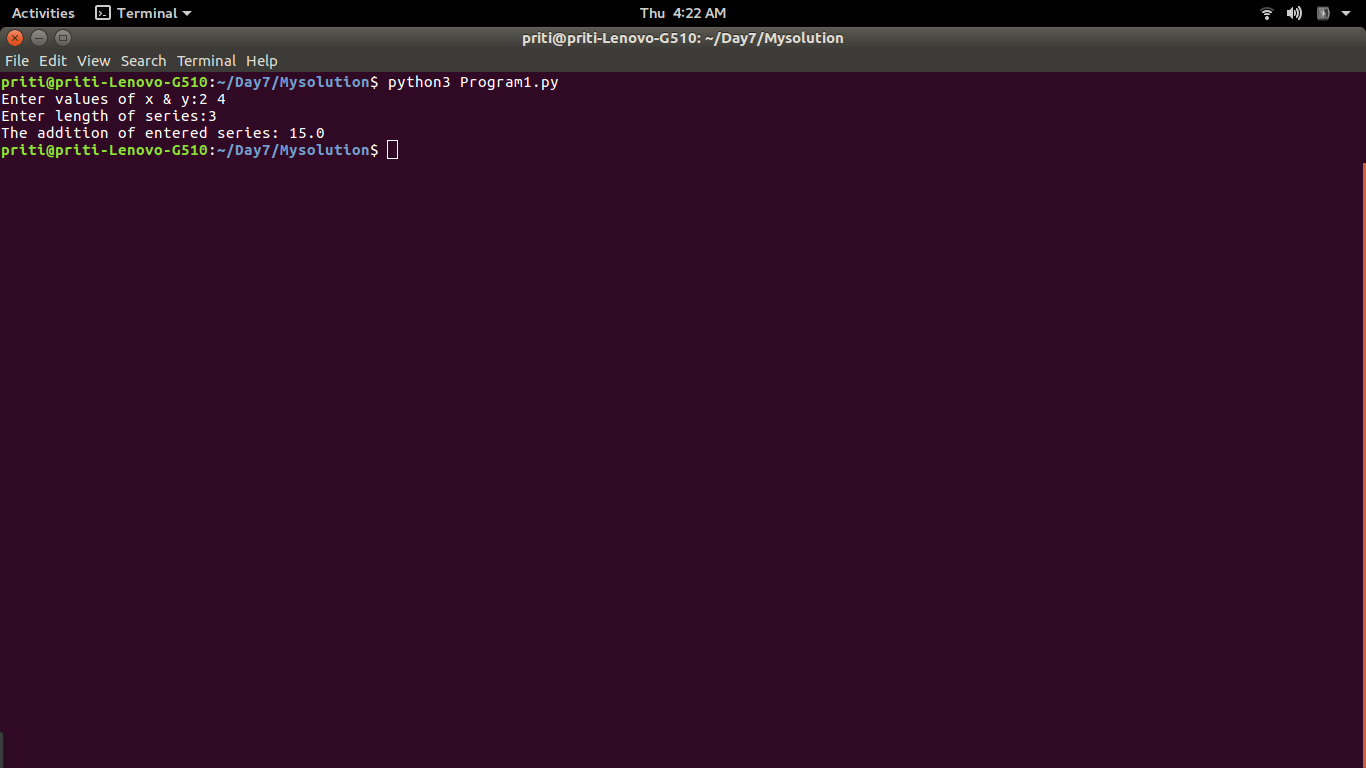 Activities Terminal Thu 4:22 AM
priti@priti-Lenovo-G510: ~/Day7/Mysolution
File Edit View Search Terminal Help
priti@priti-Lenovo-G510:~/Day7/Mysolution$ python3 Program1.py
Enter values of x & y:2 4
Enter length of series:3
The addition of entered series: 15.0
priti@priti-Lenovo-G510:~/Day7/Mysolution$